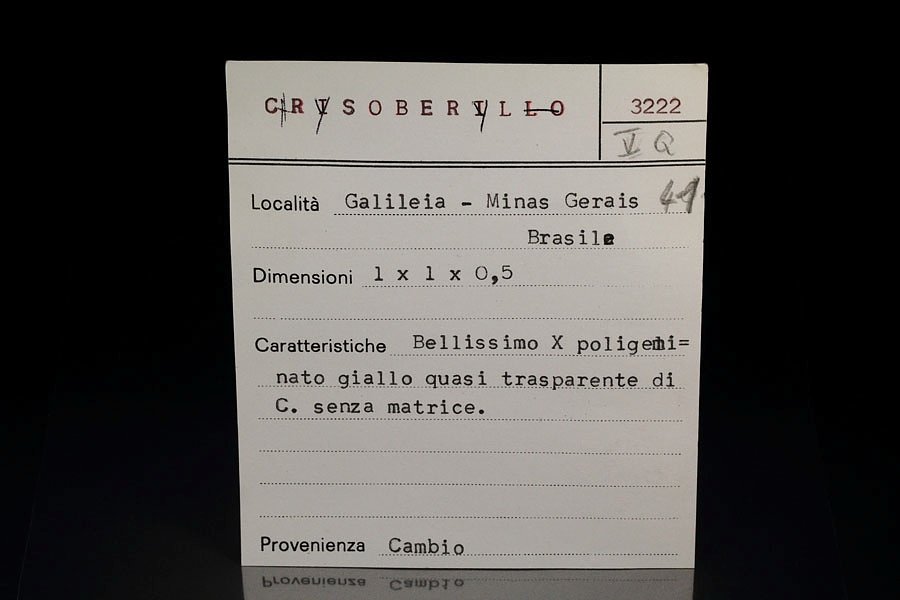 CRYSOBERYLLO
3222
V Q
Località Galileia - Minas Gerais 49
Brasile
Dimensioni 1 x 1 x 0,5
Caratteristiche Bellissimo X poligemi=
nato giallo quasi trasparente di
C. senza matrice.
Provenienza Cambio